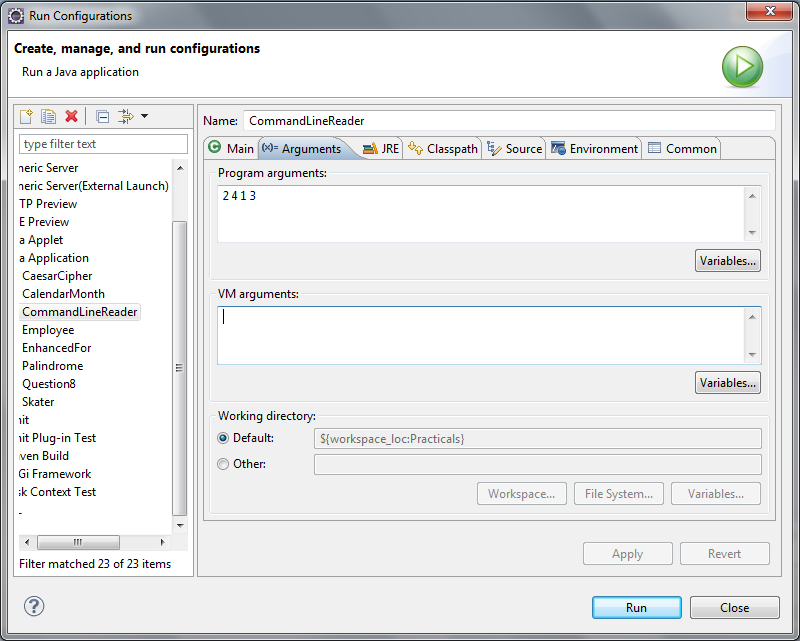 Run Configurations
Create, manage, and run configurations
Run a Java application
type filter text
neric Server
neric Server(External Launch)
TP Preview
E Preview
a Applet
a Application
CaesarCipher
CalendarMonth
CommandLineReader
Employee
EnhancedFor
Palindrome
Question8
Skater
nit
nit Plug-in Test
ven Build
Gi Framework
sk Context Test
Filter matched 23 of 23 items
Name: CommandLineReader
Main (x)= Arguments JRE Classpath Source Environment Common
Program arguments:
2 4 1 3
Variables...
VM arguments:
Variables...
Working directory:
Default: ${workspace_loc:Practicals}
Other:
Workspace... File System... Variables...
Apply Revert
? Run Close